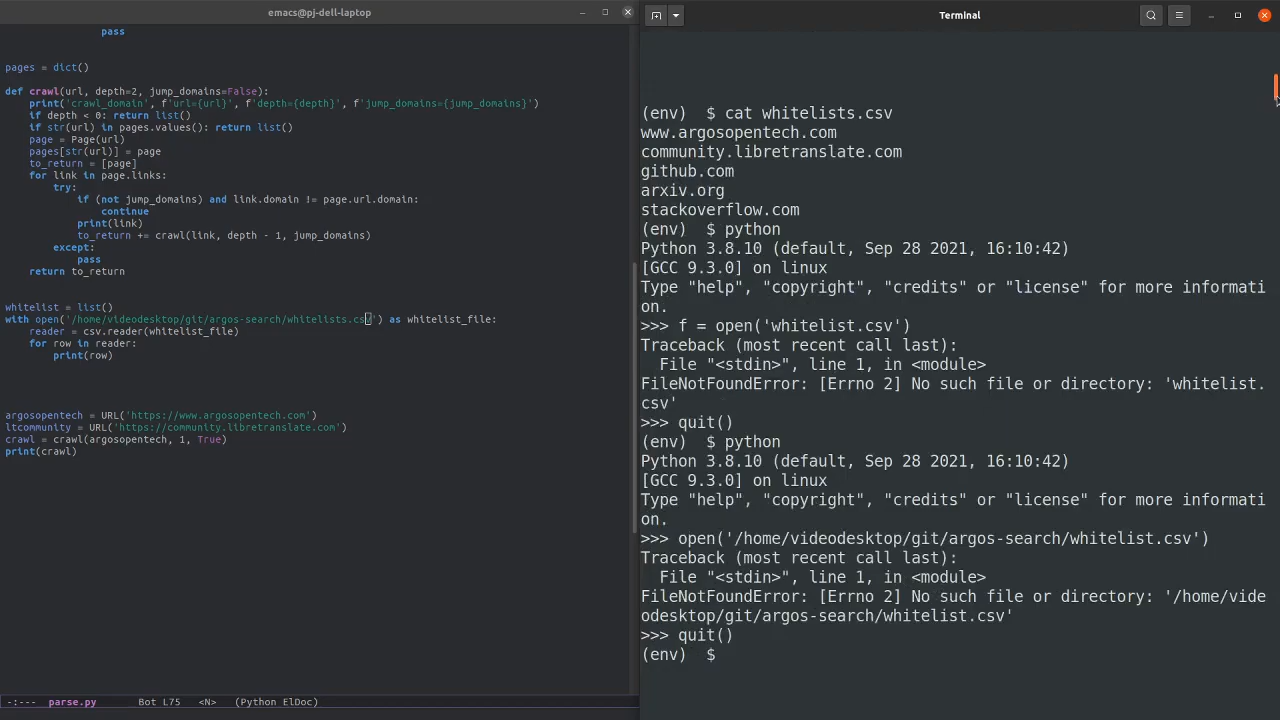 emacs@pj-dell-laptop
pass
pages = dict()
def crawl(url, depth=2, jump_domains=False):
print('crawl_domain', f'url={url}', f'depth={depth}', f'jump_domains={jump_domains}')
if depth < 0: return list()
if str(url) in pages.values(): return list()
page = Page(url)
pages[str(url)] = page
to_return = [page]
for link in page.links:
try:
if (not jump_domains) and link.domain != page.url.domain:
continue
print(link)
to_return += crawl(link, depth - 1, jump_domains)
except:
pass
return to_return
whitelist = list()
with open('/home/videodesktop/git/argos-search/whitelists.csv') as whitelist_file:
reader = csv.reader(whitelist_file)
for row in reader:
print(row)
argosopentech = URL('https://www.argosopentech.com')
ltcommunity = URL('https://community.libretranslate.com')
crawl = crawl(argosopentech, 1, True)
print(crawl)
-:--- parse.py Bot L75 <N> (Python ElDoc)
Terminal
(env) $ cat whitelists.csv
www.argosopentech.com
community.libretranslate.com
github.com
arxiv.org
stackoverflow.com
(env) $ python
Python 3.8.10 (default, Sep 28 2021, 16:10:42)
[GCC 9.3.0] on linux
Type "help", "copyright", "credits" or "license" for more informati
on.
>>> f = open('whitelist.csv')
Traceback (most recent call last):
File "<stdin>", line 1, in <module>
FileNotFoundError: [Errno 2] No such file or directory: 'whitelist.
csv'
>>> quit()
(env) $ python
Python 3.8.10 (default, Sep 28 2021, 16:10:42)
[GCC 9.3.0] on linux
Type "help", "copyright", "credits" or "license" for more informati
on.
>>> open('/home/videodesktop/git/argos-search/whitelist.csv')
Traceback (most recent call last):
File "<stdin>", line 1, in <module>
FileNotFoundError: [Errno 2] No such file or directory: '/home/vide
odesktop/git/argos-search/whitelist.csv'
>>> quit()
(env) $